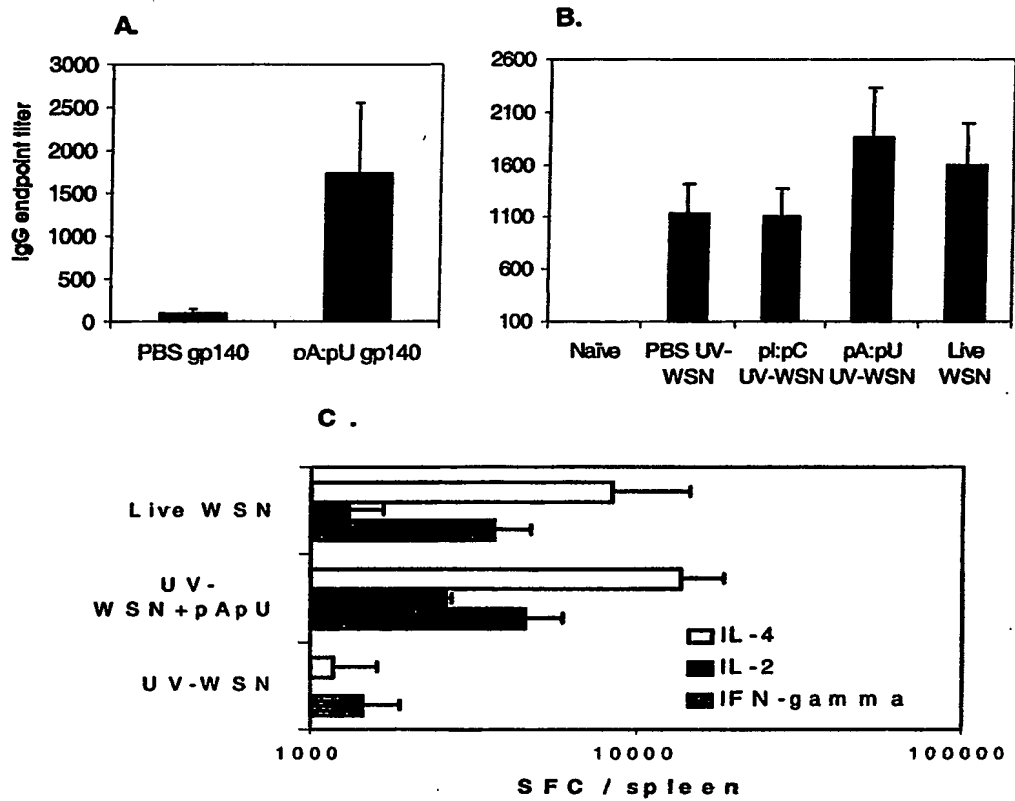 A.
3000
2500
2000
1500
1000
500
0
IgG endpoint titer
PBS gp140
pA:pU gp140
B.
2600
2100
1600
1100
600
100
Naïve
PBS UV-
WSN
pI:pC
UV-WSN
pA:pU
UV-WSN
Live
WSN
C.
Live WSN
UV-
WSN+pApU
UV-WSN
IL-4
IL-2
IFN-gamma
1000
10000
100000
SFC / spleen